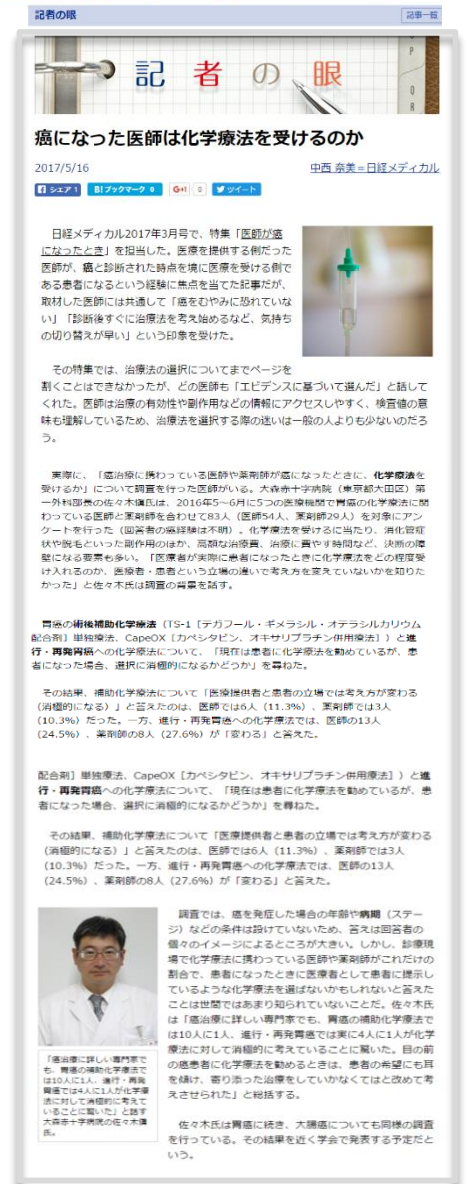 記者の眼
記事一覧
記者の眼
P
Q
R
癌になった医師は化学療法を受けるのか
2017/5/16
中西 奈美＝日経メディカル
シェア 1
B!ブックマーク 0
G+1 0
ツイート
日経メディカル2017年3月号で、特集「医師が癌
になったとき」を担当した。医療を提供する側だった
医師が、癌と診断された時点を境に医療を受ける側で
ある患者になるという経験に焦点を当てた記事だが、
取材した医師には共通して「癌をむやみに恐れていな
い」「診断後すぐに治療法を考え始めるなど、気持ち
の切り替えが早い」という印象を受けた。
その特集では、治療法の選択についてまでページを
割くことはできなかったが、どの医師も「エビデンスに基づいて選んだ」と話して
くれた。医師は治療の有効性や副作用などの情報にアクセスしやすく、検査値の意
味も理解しているため、治療法を選択する際の迷いは一般の人よりも少ないのだろ
う。
実際に、「癌治療に携わっている医師や薬剤師が癌になったときに、化学療法を
受けるか」について調査を行った医師がいる。大森赤十字病院（東京都大田区）第
一外科部長の佐々木愼氏は、2016年5～6月に5つの医療機関で胃癌の化学療法に関
わっている医師と薬剤師を合わせて83人（医師54人、薬剤師29人）を対象にアン
ケートを行った（回答者の癌経験は不明）。化学療法を受けるに当たり、消化管症
状や脱毛といった副作用のほか、高額な治療費、治療に費やす時間など、決断の障
壁になる要素も多い。「医療者が実際に患者になったときに化学療法をどの程度受
け入れるのか、医療者・患者という立場の違いで考え方を変えていないかを知りた
かった」と佐々木氏は調査の背景を話す。
胃癌の術後補助化学療法（TS-1［テガフール・ギメラシル・オテラシルカリウム
配合剤］単独療法、CapeOX［カペシタビン、オキサリプラチン併用療法］）と進
行・再発胃癌への化学療法について、「現在は患者に化学療法を勧めているが、患
者になった場合、選択に消極的になるかどうか」を尋ねた。
その結果、補助化学療法について「医療提供者と患者の立場では考え方が変わる
（消極的になる）」と答えたのは、医師では6人（11.3%）、薬剤師では3人
（10.3%）だった。一方、進行・再発胃癌への化学療法では、医師の13人
（24.5%）、薬剤師の8人（27.6%）が「変わる」と答えた。
配合剤］単独療法、CapeOX［カペシタビン、オキサリプラチン併用療法］）と進
行・再発胃癌への化学療法について、「現在は患者に化学療法を勧めているが、患
者になった場合、選択に消極的になるかどうか」を尋ねた。
その結果、補助化学療法について「医療提供者と患者の立場では考え方が変わる
（消極的になる）」と答えたのは、医師では6人（11.3%）、薬剤師では3人
（10.3%）だった。一方、進行・再発胃癌への化学療法では、医師の13人
（24.5%）、薬剤師の8人（27.6%）が「変わる」と答えた。
調査では、癌を発症した場合の年齢や病期（ステー
ジ）などの条件は設けていないため、答えは回答者の
個々のイメージによるところが大きい。しかし、診療現
場で化学療法に携わっている医師や薬剤師がこれだけの
割合で、患者になったときに医療者として患者に提示し
ているような化学療法を選ばないかもしれないと答えた
ことは世間ではあまり知られていないことだ。佐々木氏
は「癌治療に詳しい専門家でも、胃癌の補助化学療法で
は10人に1人、進行・再発胃癌では実に4人に1人が化学
療法に対して消極的に考えていることに驚いた。目の前
の癌患者に化学療法を勧めるときは、患者の希望にも耳
を傾け、寄り添った治療をしていかなくてはと改めて考
えさせられた」と総括する。
「癌治療に詳しい専門家で
も、胃癌の補助化学療法で
は10人に1人、進行・再発
胃癌では4人に1人が化学療
法に対して消極的に考えて
いることに驚いた」と話す
大森赤十字病院の佐々木愼
氏。
佐々木氏は胃癌に続き、大腸癌についても同様の調査
を行っている。その結果を近く学会で発表する予定だと
いう。